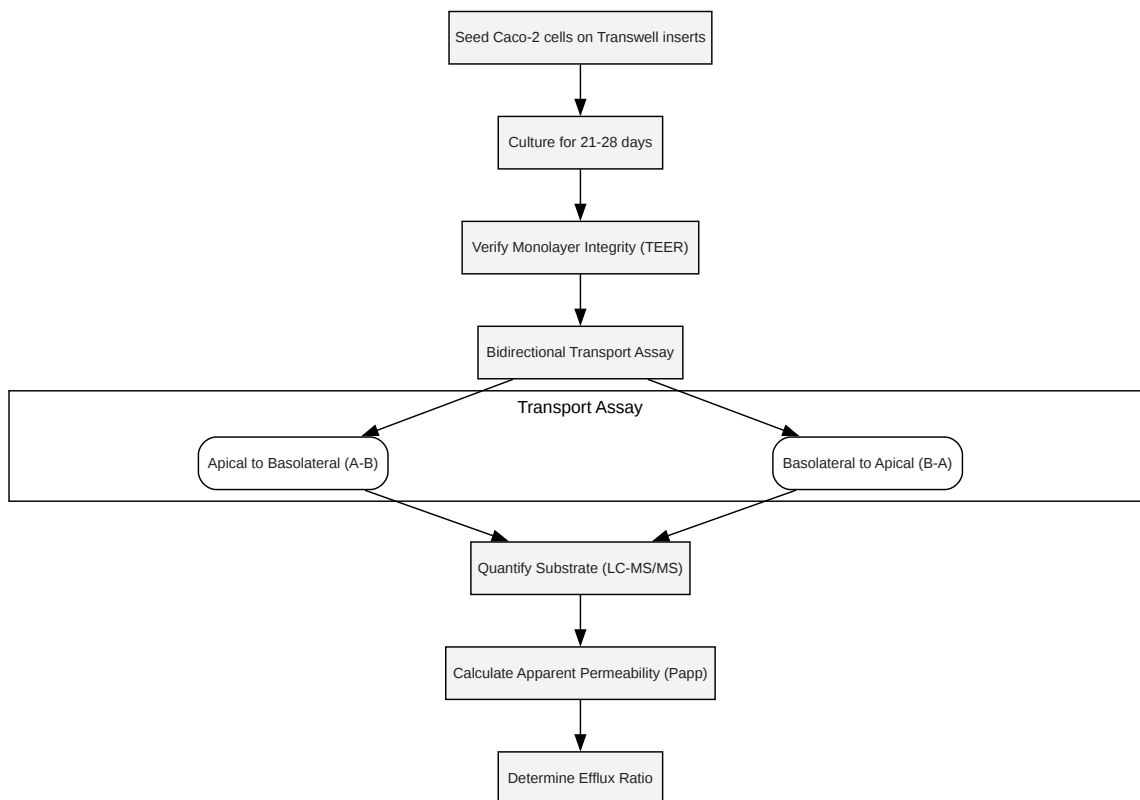 Seed Caco-2 cells on Transwell inserts
Culture for 21-28 days
Verify Monolayer Integrity (TEER)
Bidirectional Transport Assay
Transport Assay
Apical to Basolateral (A-B)
Basolateral to Apical (B-A)
Quantify Substrate (LC-MS/MS)
Calculate Apparent Permeability (Papp)
Determine Efflux Ratio